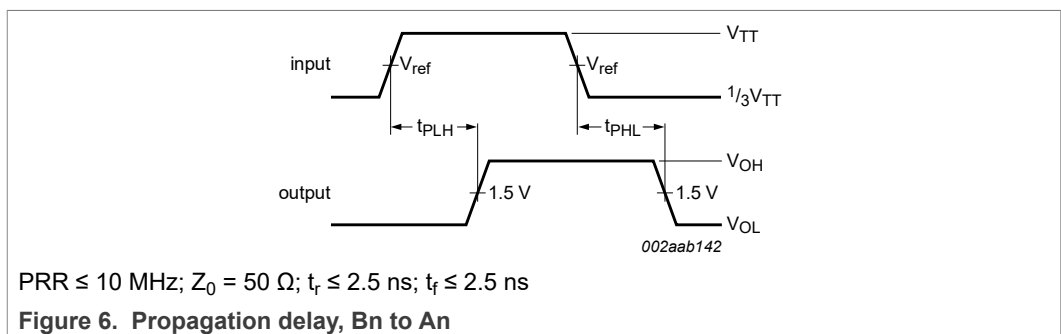 V_TT
input V_ref V_ref
1/3V_TT
t_PLH t_PHL
V_OH
output 1.5 V 1.5 V
V_OL
002aab142
PRR ≤ 10 MHz; Z_0 = 50 Ω; t_r ≤ 2.5 ns; t_f ≤ 2.5 ns
Figure 6. Propagation delay, Bn to An